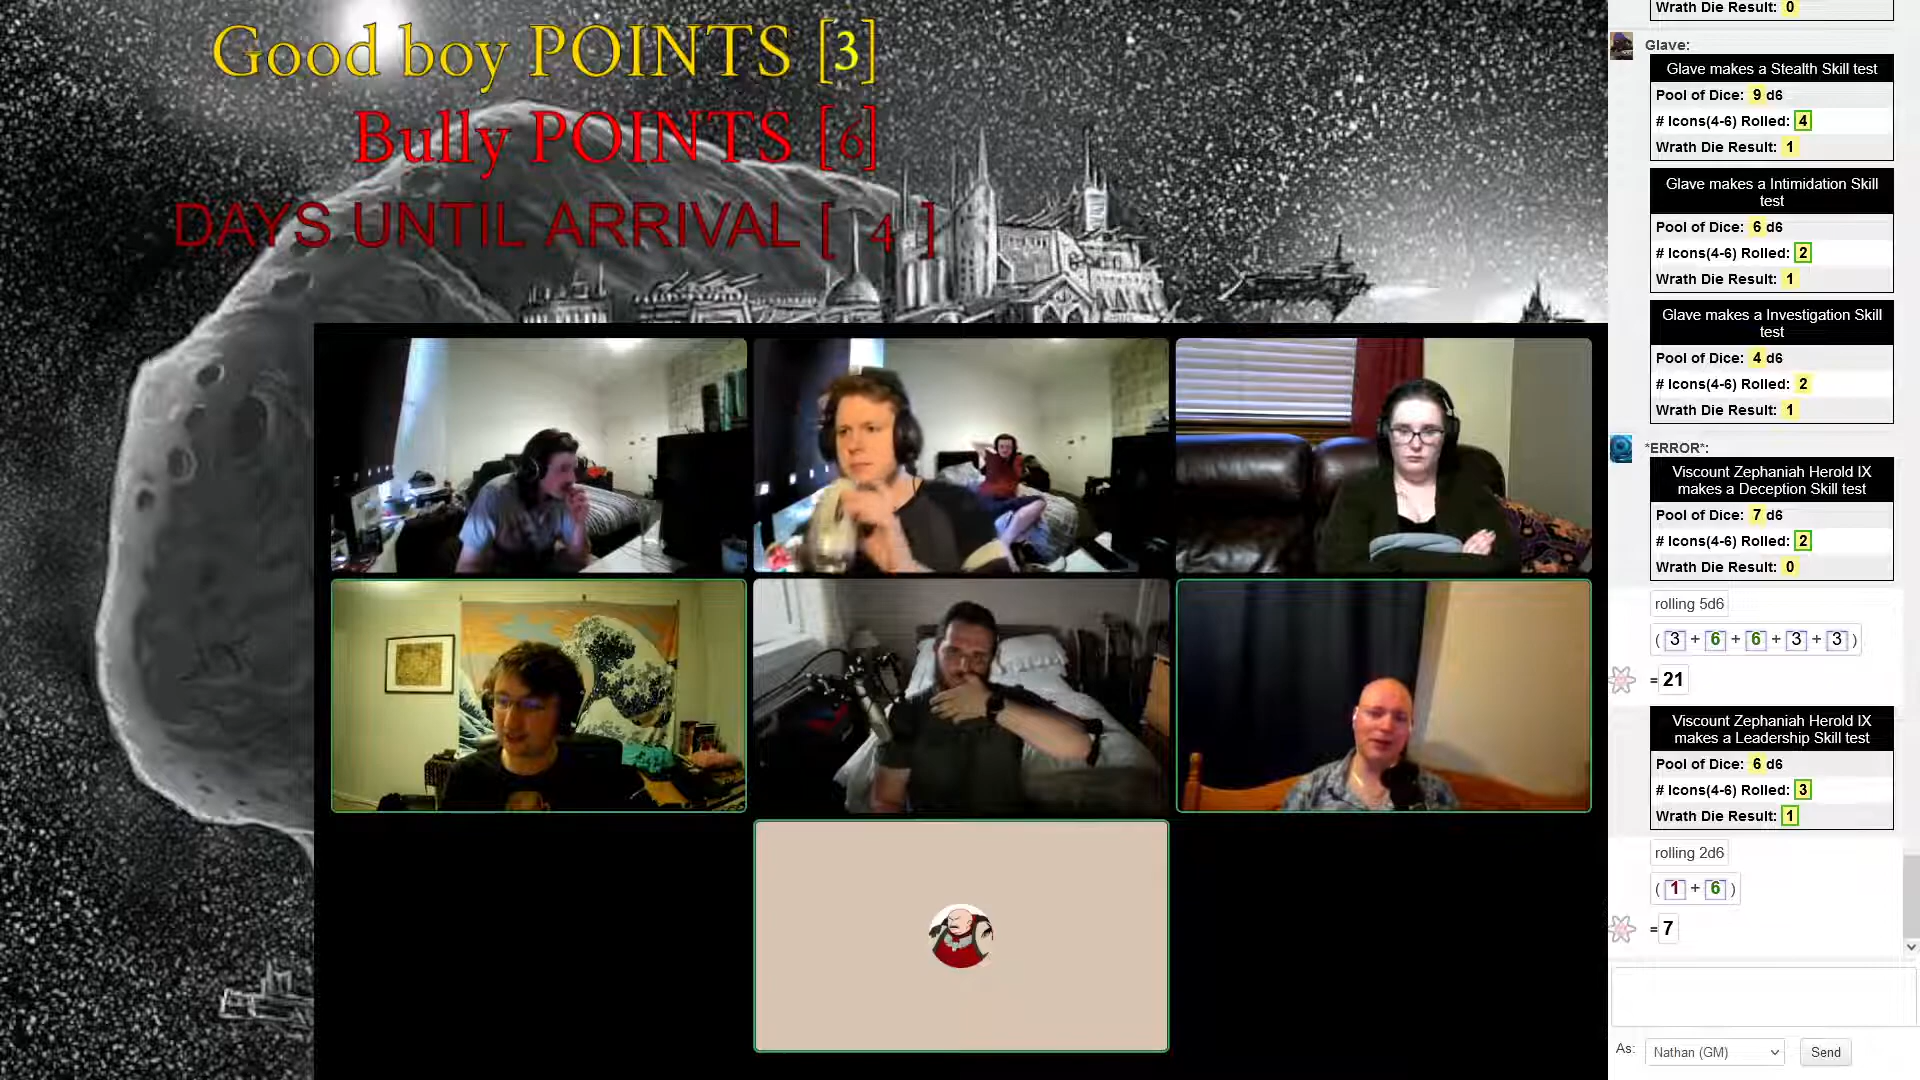 Good boy POINTS [3]
Bully POINTS [6]
DAYS UNTIL ARRIVAL [ 4 ]
Wrath Die Result: 0
Glave:
Glave makes a Stealth Skill test
Pool of Dice: 9 d6
# Icons(4-6) Rolled: 4
Wrath Die Result: 1
Glave makes a Intimidation Skill
test
Pool of Dice: 6 d6
# Icons(4-6) Rolled: 2
Wrath Die Result: 1
Glave makes a Investigation Skill
test
Pool of Dice: 4 d6
# Icons(4-6) Rolled: 2
Wrath Die Result: 1
*ERROR*:
Viscount Zephaniah Herold IX
makes a Deception Skill test
Pool of Dice: 7 d6
# Icons(4-6) Rolled: 2
Wrath Die Result: 0
rolling 5d6
( 3 + 6 + 6 + 3 + 3 )
= 21
Viscount Zephaniah Herold IX
makes a Leadership Skill test
Pool of Dice: 6 d6
# Icons(4-6) Rolled: 3
Wrath Die Result: 1
rolling 2d6
( 1 + 6 )
= 7
As: Nathan (GM) Send